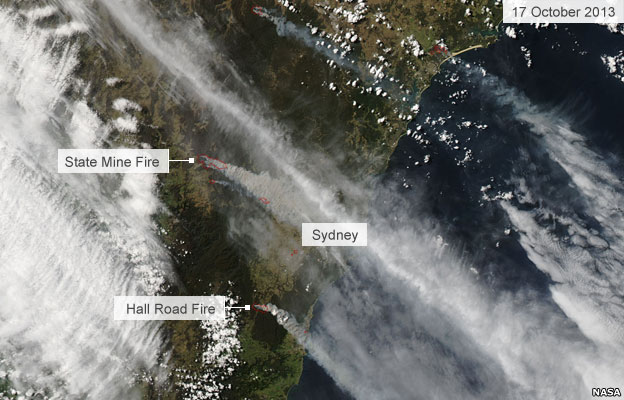 17 October 2013
State Mine Fire
Sydney
Hall Road Fire
NASA